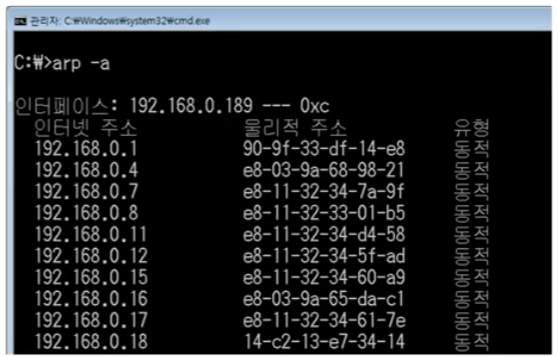 관리자: C:₩Windows₩system32₩cmd.exe
C:₩>arp -a
인터페이스: 192.168.0.189 --- 0xc
인터넷 주소 물리적 주소 유형
192.168.0.1 90-9f-33-df-14-e8 동적
192.168.0.4 e8-03-9a-68-98-21 동적
192.168.0.7 e8-11-32-34-7a-9f 동적
192.168.0.8 e8-11-32-33-01-b5 동적
192.168.0.11 e8-11-32-34-d4-58 동적
192.168.0.12 e8-11-32-34-5f-ad 동적
192.168.0.15 e8-11-32-34-60-a9 동적
192.168.0.16 e8-03-9a-65-da-c1 동적
192.168.0.17 e8-11-32-34-61-7e 동적
192.168.0.18 14-c2-13-e7-34-14 동적